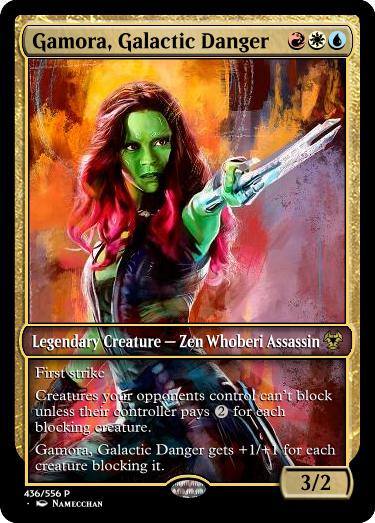 Gamora, Galactic Danger
Legendary Creature — Zen Whoberi Assassin
First strike
Creatures your opponents control can't block
unless their controller pays 2 for each
blocking creature.
Gamora, Galactic Danger gets +1/+1 for each
creature blocking it.
3/2
436/556 P
· Namecchan